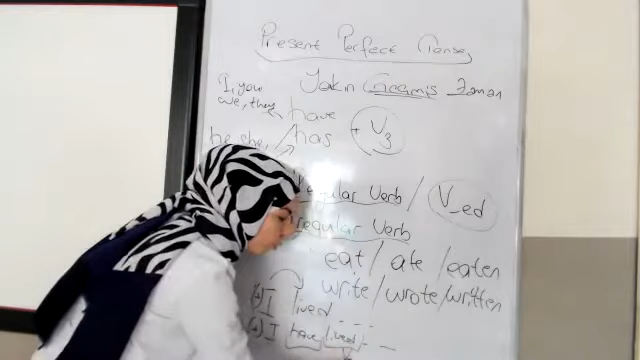 Present Perfect Tense
Yakın Geçmiş Zaman
I, you
we, they have
he, she, has + V3
Regular Verb / V_ed
Irregular Verb
eat / ate / eaten
write / wrote / written
(a) I lived
(a) I have lived